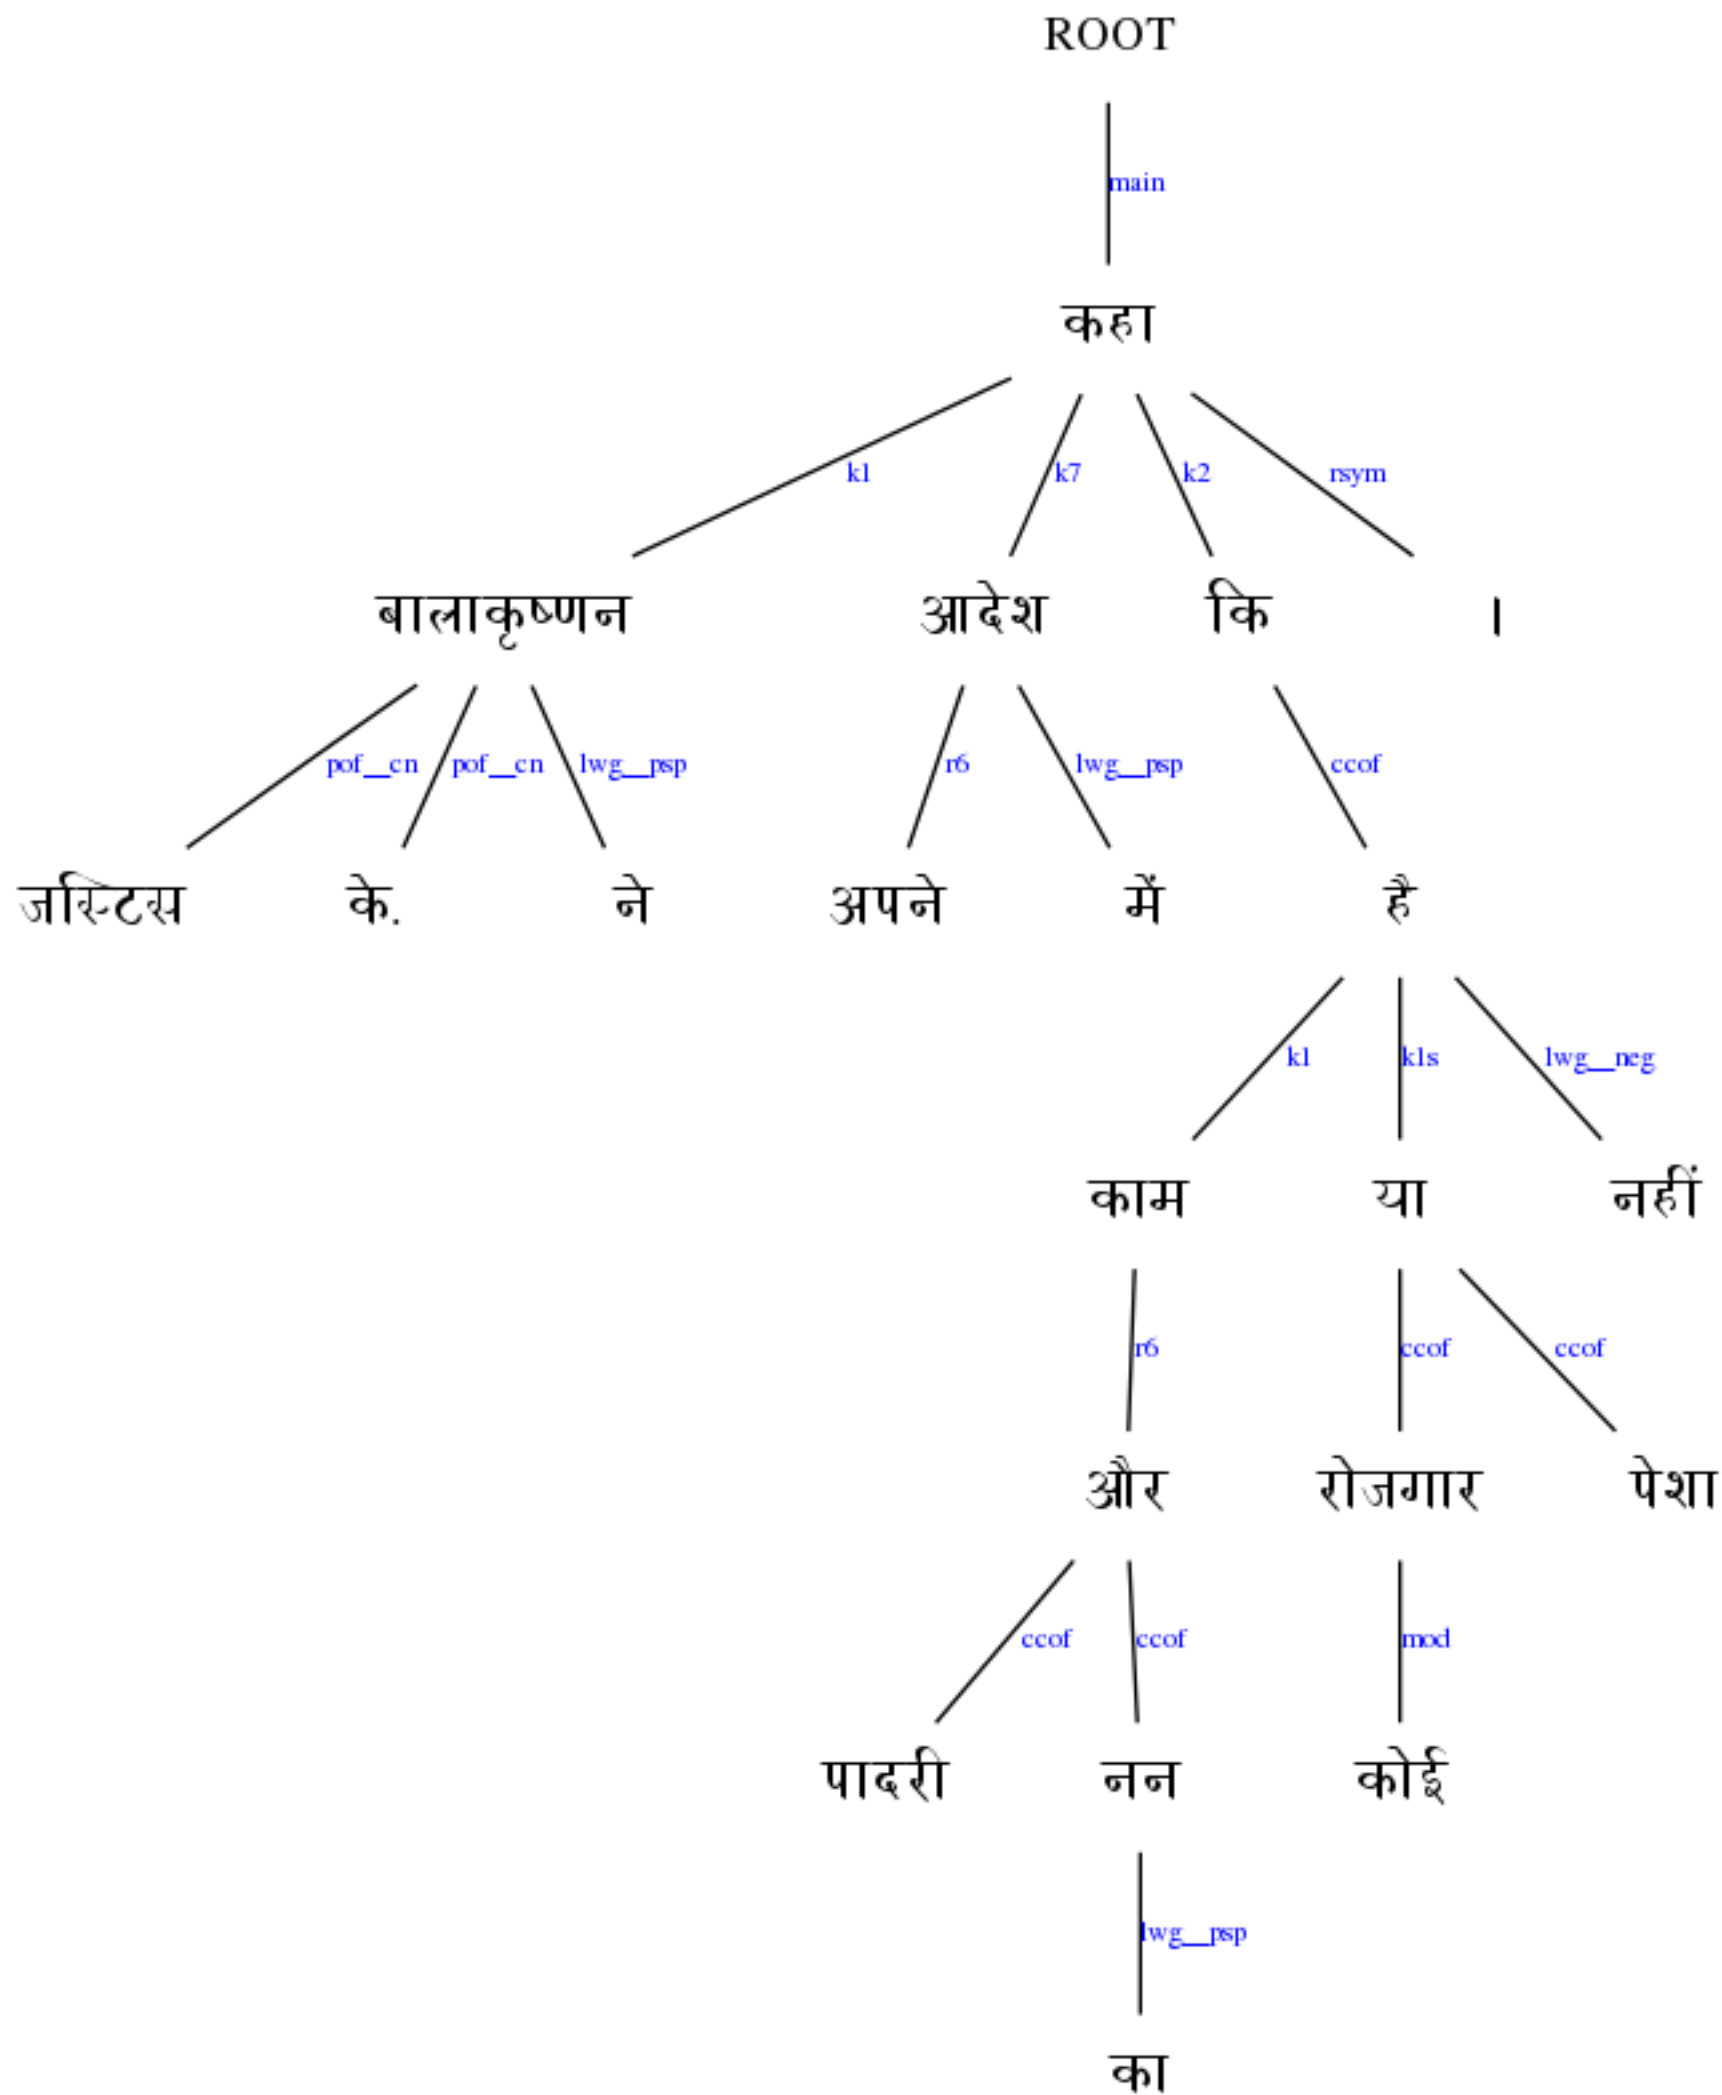 ROOT
main
कहा
k1 k7 k2 rsym
बालाकृष्णन आदेश कि ।
pof__cn pof__cn lwg__psp r6 lwg__psp ccof
जस्टिस के. ने अपने में है
k1 k1s lwg__neg
काम या नहीं
r6 ccof ccof
और रोजगार पेशा
ccof ccof mod
पादरी नन कोई
lwg__psp
का